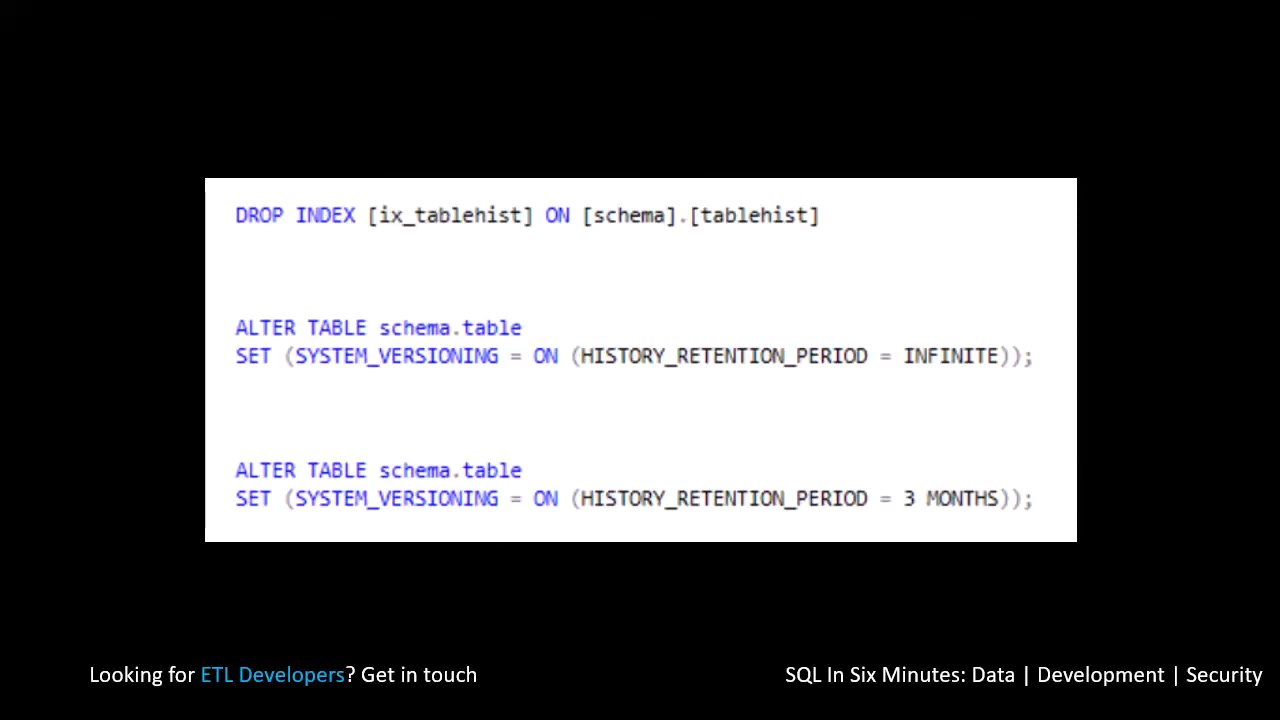 DROP INDEX [ix_tablehist] ON [schema].[tablehist]
ALTER TABLE schema.table
SET (SYSTEM_VERSIONING = ON (HISTORY_RETENTION_PERIOD = INFINITE));
ALTER TABLE schema.table
SET (SYSTEM_VERSIONING = ON (HISTORY_RETENTION_PERIOD = 3 MONTHS));
Looking for ETL Developers? Get in touch
SQL In Six Minutes: Data | Development | Security